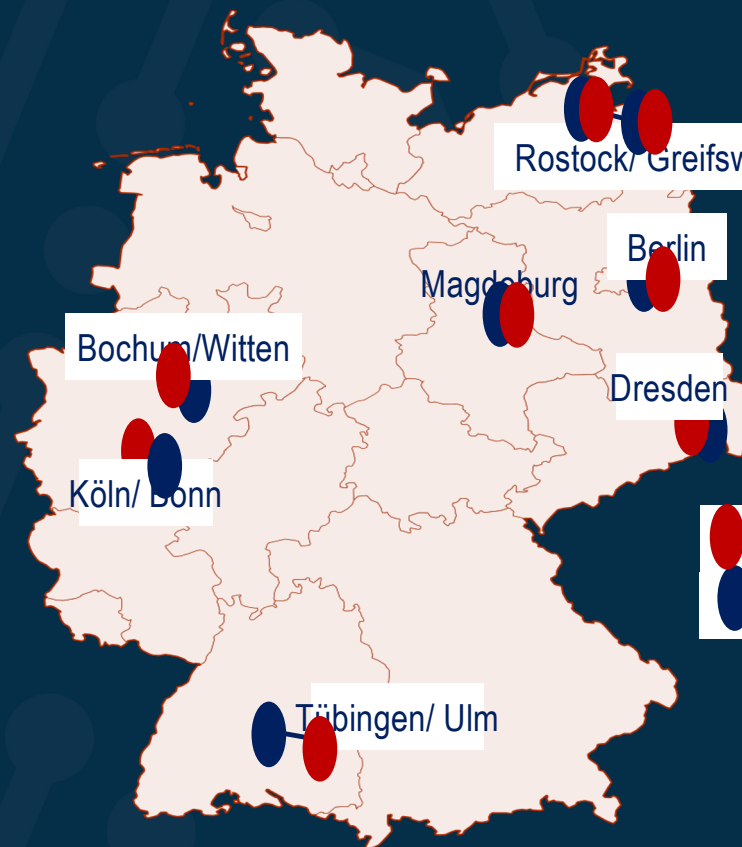 Rostock/ Greifsw
Berlin
Magdeburg
Bochum/Witten
Dresden
Köln/ Bonn
Tübingen/ Ulm